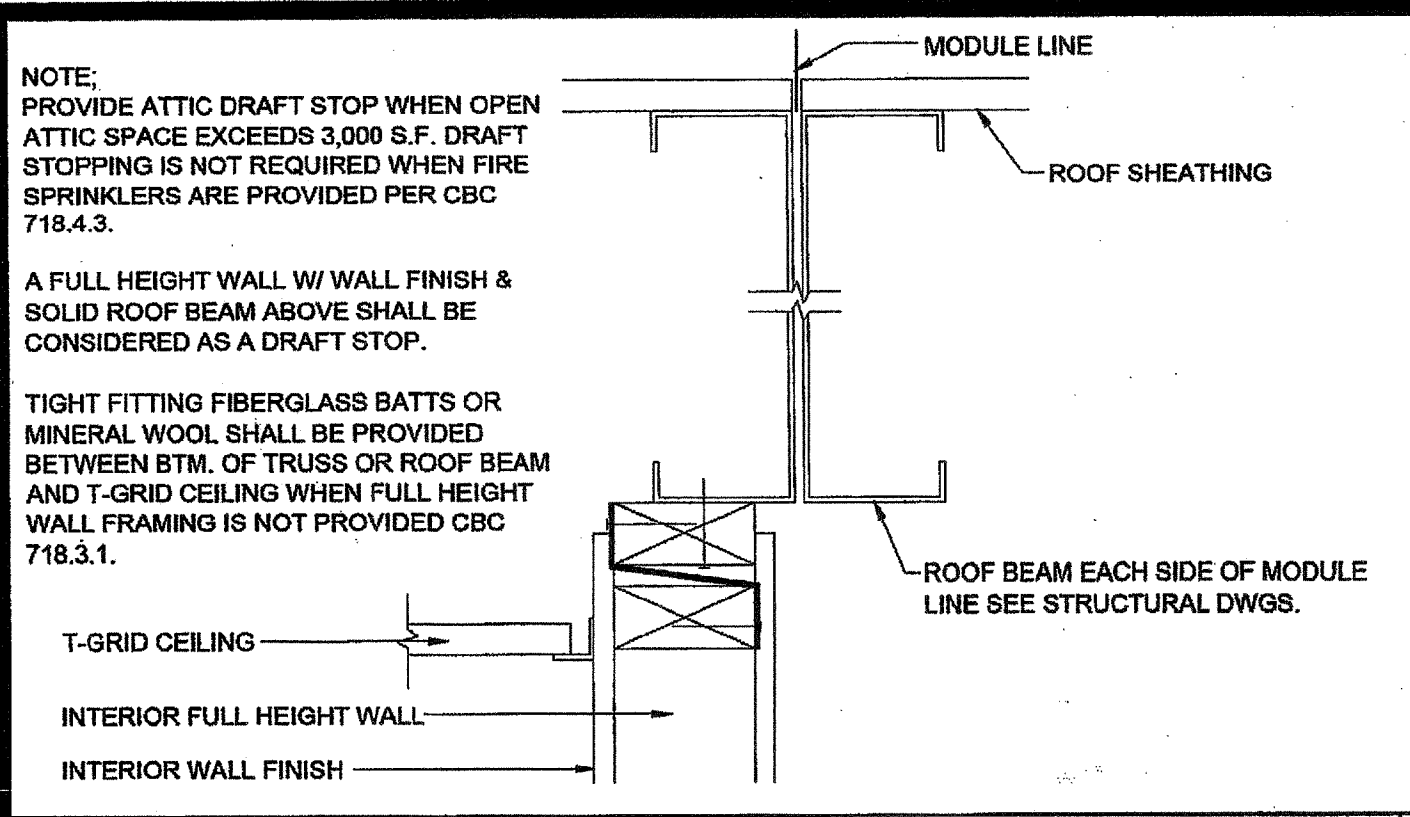 NOTE;
PROVIDE ATTIC DRAFT STOP WHEN OPEN
ATTIC SPACE EXCEEDS 3,000 S.F. DRAFT
STOPPING IS NOT REQUIRED WHEN FIRE
SPRINKLERS ARE PROVIDED PER CBC
718.4.3.
A FULL HEIGHT WALL W/ WALL FINISH &
SOLID ROOF BEAM ABOVE SHALL BE
CONSIDERED AS A DRAFT STOP.
TIGHT FITTING FIBERGLASS BATTS OR
MINERAL WOOL SHALL BE PROVIDED
BETWEEN BTM. OF TRUSS OR ROOF BEAM
AND T-GRID CEILING WHEN FULL HEIGHT
WALL FRAMING IS NOT PROVIDED CBC
718.3.1.
MODULE LINE
ROOF SHEATHING
ROOF BEAM EACH SIDE OF MODULE
LINE SEE STRUCTURAL DWGS.
T-GRID CEILING
INTERIOR FULL HEIGHT WALL
INTERIOR WALL FINISH